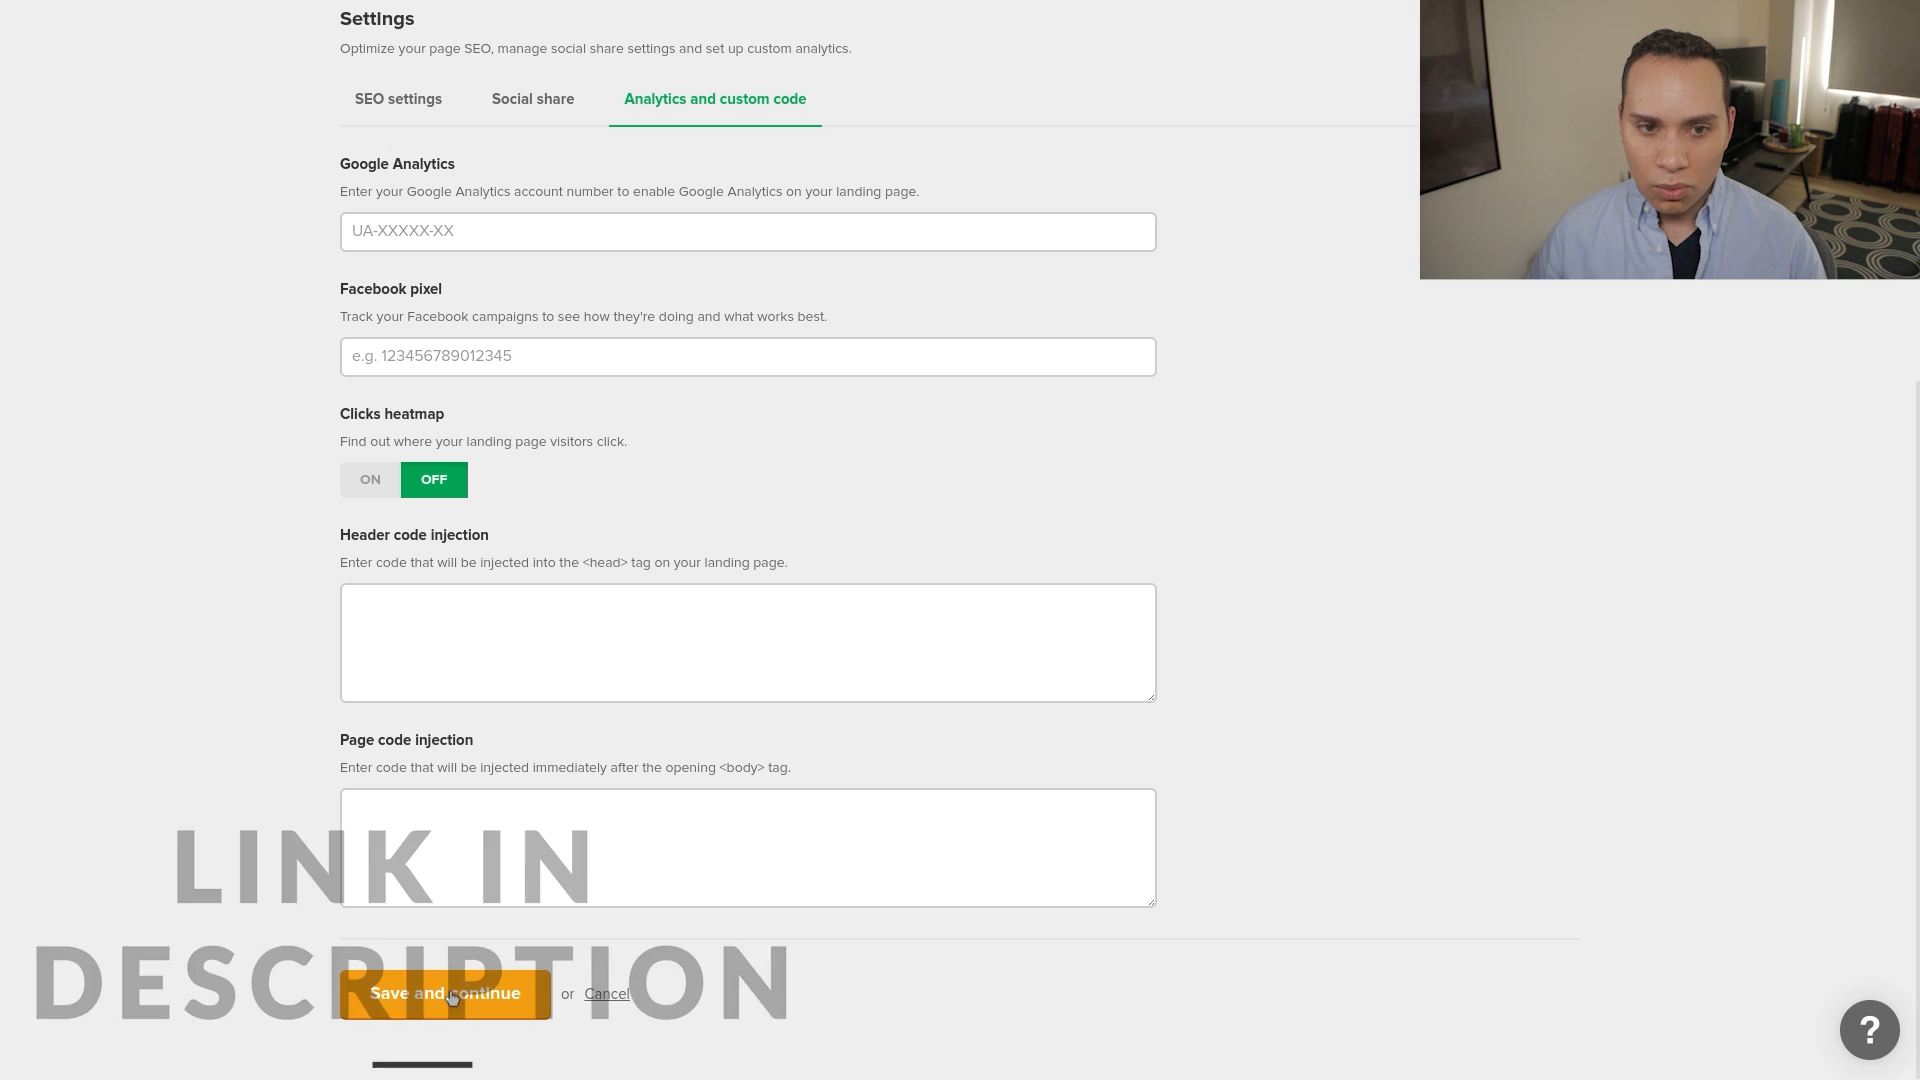 Settings
Optimize your page SEO, manage social share settings and set up custom analytics.
SEO settings Social share Analytics and custom code
Google Analytics
Enter your Google Analytics account number to enable Google Analytics on your landing page.
UA-XXXXX-XX
Facebook pixel
Track your Facebook campaigns to see how they're doing and what works best.
e.g. 123456789012345
Clicks heatmap
Find out where your landing page visitors click.
ON OFF
Header code injection
Enter code that will be injected into the <head> tag on your landing page.
Page code injection
Enter code that will be injected immediately after the opening <body> tag.
LINK IN
DESCRIPTION
Save and continue or Cancel
?